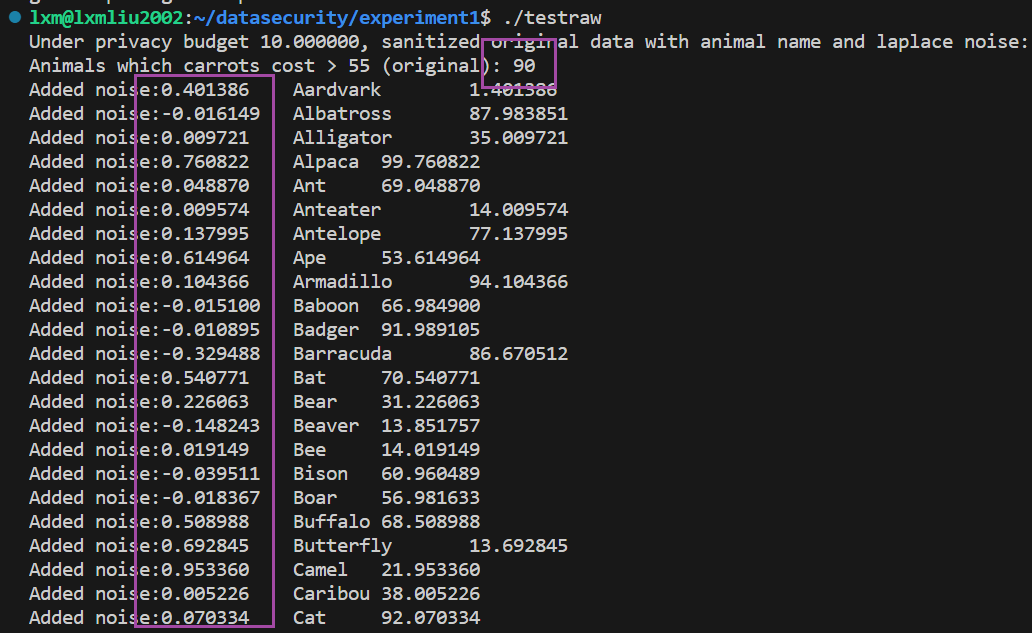 lxm@lxmliu2002:~/datasecurity/experiment1$ ./testraw
Under privacy budget 10.000000, sanitized original data with animal name and laplace noise:
Animals which carrots cost > 55 (original): 90
Added noise:0.401386 Aardvark 1.401386
Added noise:-0.016149 Albatross 87.983851
Added noise:0.009721 Alligator 35.009721
Added noise:0.760822 Alpaca 99.760822
Added noise:0.048870 Ant 69.048870
Added noise:0.009574 Anteater 14.009574
Added noise:0.137995 Antelope 77.137995
Added noise:0.614964 Ape 53.614964
Added noise:0.104366 Armadillo 94.104366
Added noise:-0.015100 Baboon 66.984900
Added noise:-0.010895 Badger 91.989105
Added noise:-0.329488 Barracuda 86.670512
Added noise:0.540771 Bat 70.540771
Added noise:0.226063 Bear 31.226063
Added noise:-0.148243 Beaver 13.851757
Added noise:0.019149 Bee 14.019149
Added noise:-0.039511 Bison 60.960489
Added noise:-0.018367 Boar 56.981633
Added noise:0.508988 Buffalo 68.508988
Added noise:0.692845 Butterfly 13.692845
Added noise:0.953360 Camel 21.953360
Added noise:0.005226 Caribou 38.005226
Added noise:0.070334 Cat 92.070334